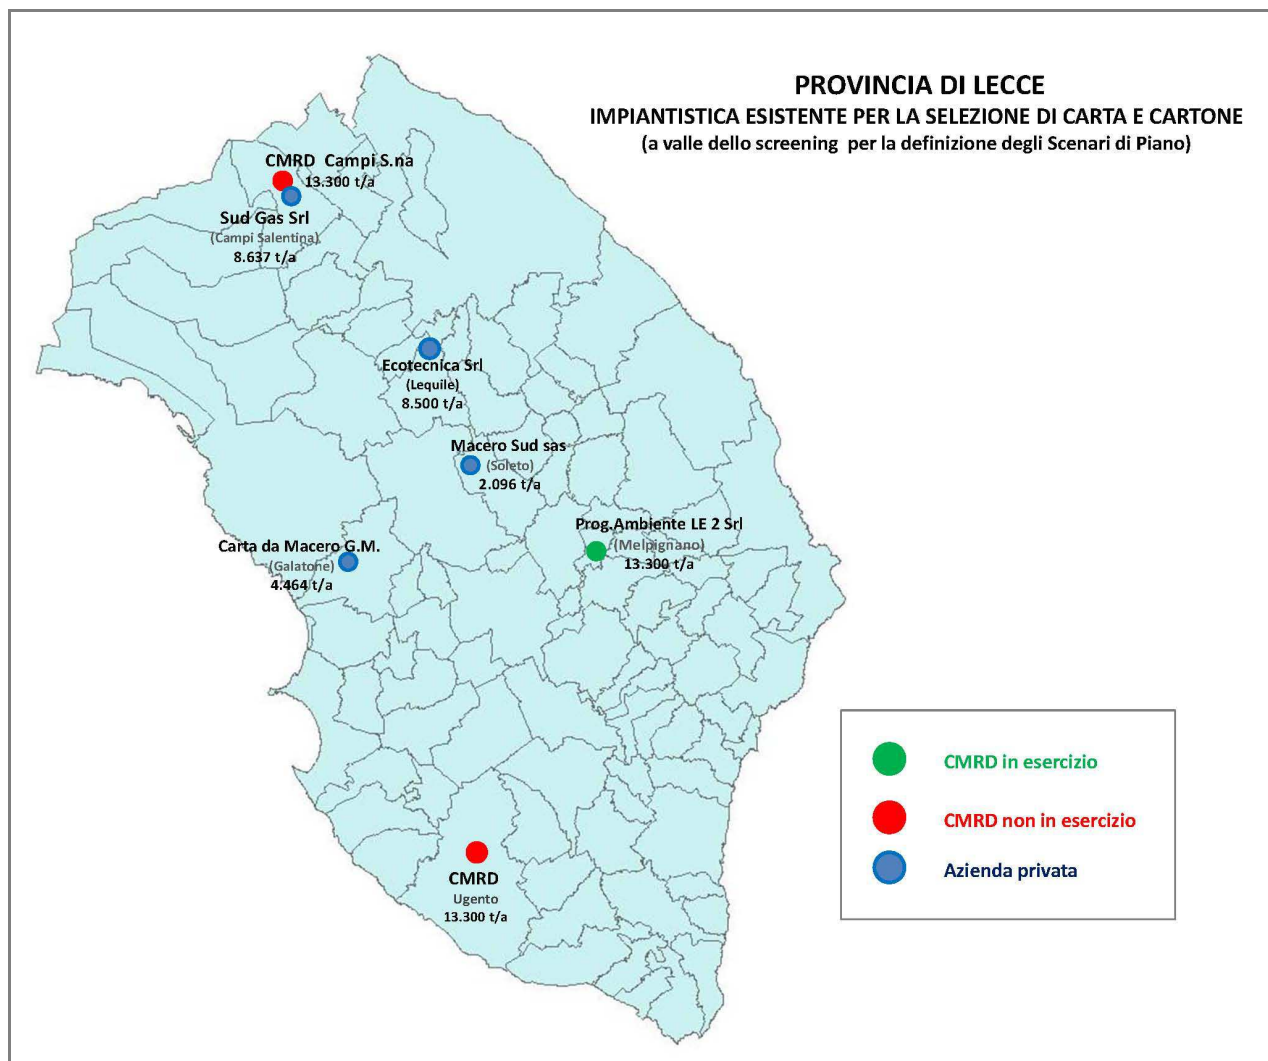 PROVINCIA DI LECCE
IMPIANTISTICA ESISTENTE PER LA SELEZIONE DI CARTA E CARTONE
(a valle dello screening per la definizione degli Scenari di Piano)
CMRD Campi S.na
13.300 t/a
Sud Gas Srl
(Campi Salentina)
8.637 t/a
Ecotecnica Srl
(Lequile)
8.500 t/a
Macero Sud sas
(Soleto)
2.096 t/a
Prog.Ambiente LE 2 Srl
(Melpignano)
13.300 t/a
Carta da Macero G.M.
(Galatone)
4.464 t/a
CMRD
Ugento
13.300 t/a
CMRD in esercizio
CMRD non in esercizio
Azienda privata